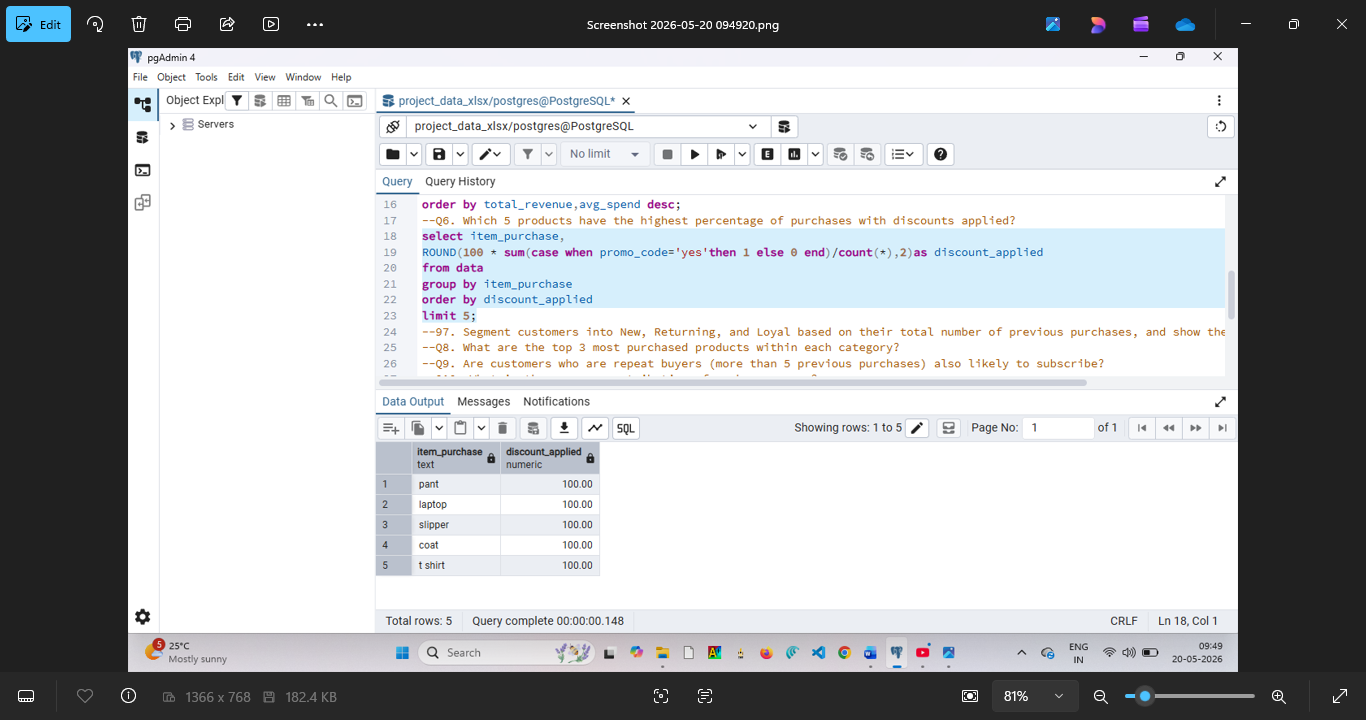 Edit
Screenshot 2026-05-20 094920.png
pgAdmin 4
File Object Tools Edit View Window Help
Object Expl
project_data_xlsx/postgres@PostgreSQL*
Servers
project_data_xlsx/postgres@PostgreSQL
No limit
E
Query Query History
16 order by total_revenue,avg_spend desc;
17 --Q6. Which 5 products have the highest percentage of purchases with discounts applied?
18 select item_purchase,
19 ROUND(100 * sum(case when promo_code='yes'then 1 else 0 end)/count(*),2)as discount_applied
20 from data
21 group by item_purchase
22 order by discount_applied
23 limit 5;
24 --97. Segment customers into New, Returning, and Loyal based on their total number of previous purchases, and show the
25 --Q8. What are the top 3 most purchased products within each category?
26 --Q9. Are customers who are repeat buyers (more than 5 previous purchases) also likely to subscribe?
Data Output Messages Notifications
SQL
Showing rows: 1 to 5
Page No: 1 of 1
item_purchase discount_applied
text numeric
1 pant 100.00
2 laptop 100.00
3 slipper 100.00
4 coat 100.00
5 t shirt 100.00
Total rows: 5 Query complete 00:00:00.148 CRLF Ln 18, Col 1
5
25°C
Mostly sunny
Search
ENG
IN
09:49
20-05-2026
1366 x 768 182.4 KB 81%